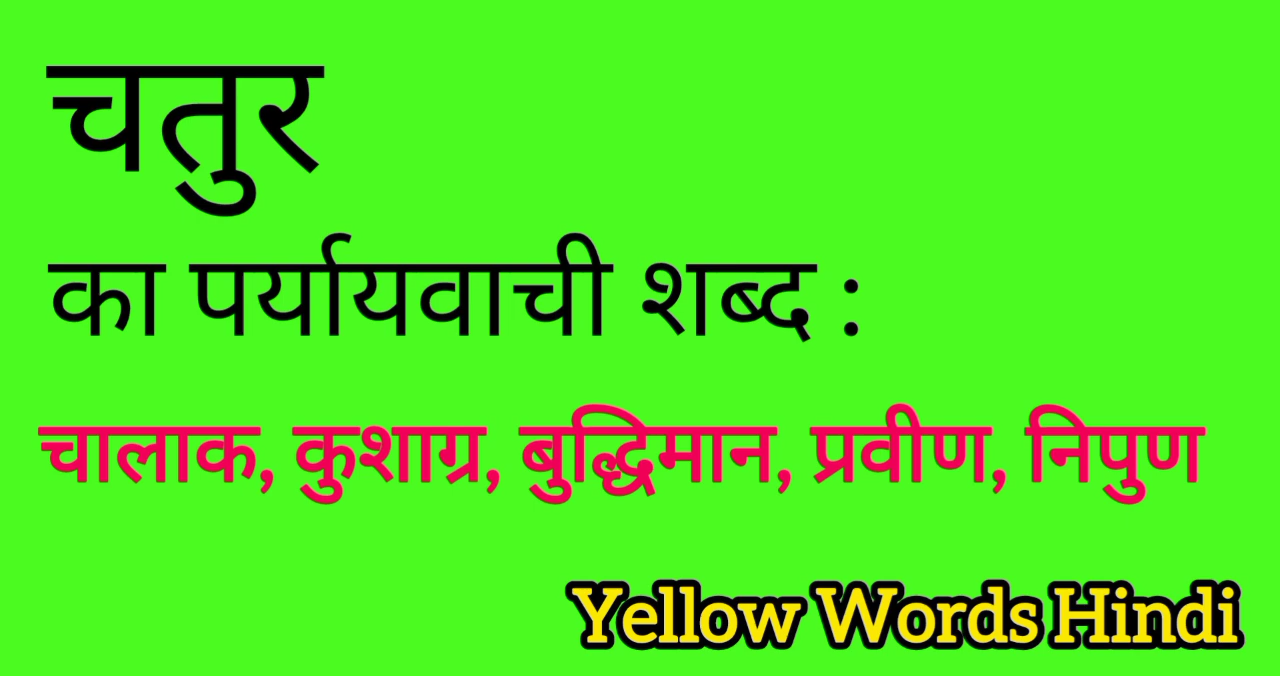 चतुर
का पर्यायवाची शब्द :
चालाक, कुशाग्र, बुद्धिमान, प्रवीण, निपुण
Yellow Words Hindi